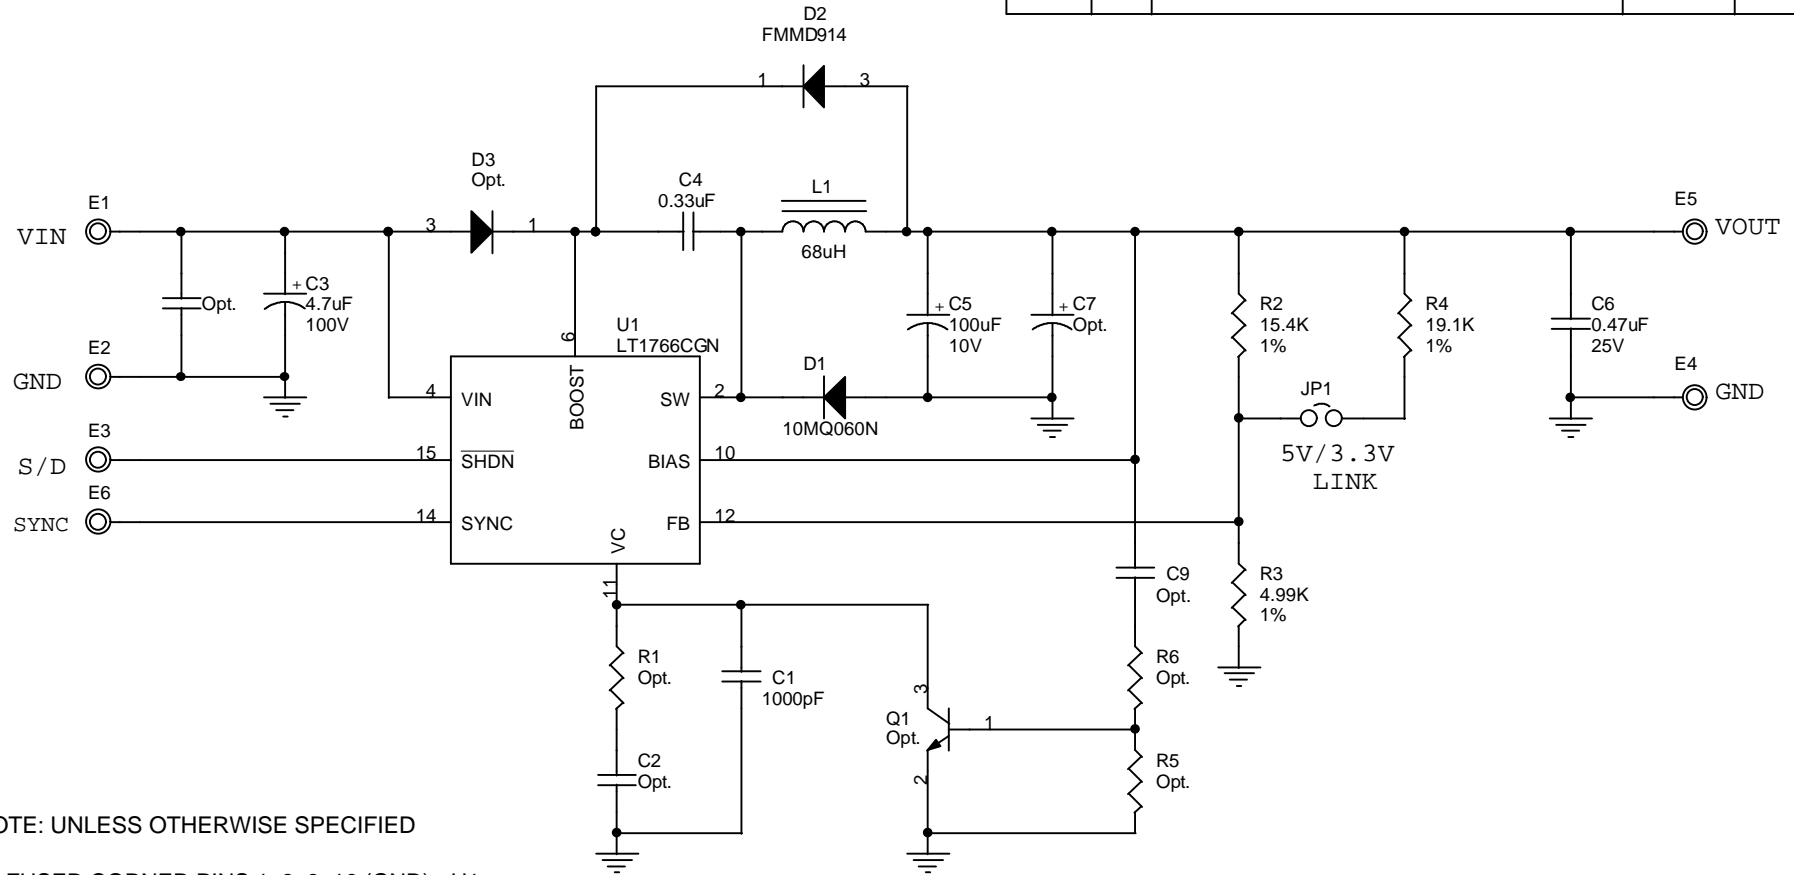 D2
FMMD914
1
3
D3
Opt.
C4
0.33uF
L1
68uH
E1
VIN
3
1
E5
VOUT
Opt.
+
C3
4.7uF
100V
6
U1
LT1766CGN
+
C5
100uF
10V
+
C7
Opt.
R2
15.4K
1%
R4
19.1K
1%
C6
0.47uF
25V
E2
GND
4
VIN
BOOST
SW
2
D1
10MQ060N
JP1
5V/3.3V
LINK
E4
GND
E3
S/D
15
SHDN
BIAS
10
E6
SYNC
14
SYNC
VC
FB
12
11
C9
Opt.
R3
4.99K
1%
R1
Opt.
C1
1000pF
R6
Opt.
3
Q1
Opt.
1
2
C2
Opt.
R5
Opt.
OTE: UNLESS OTHERWISE SPECIFIED